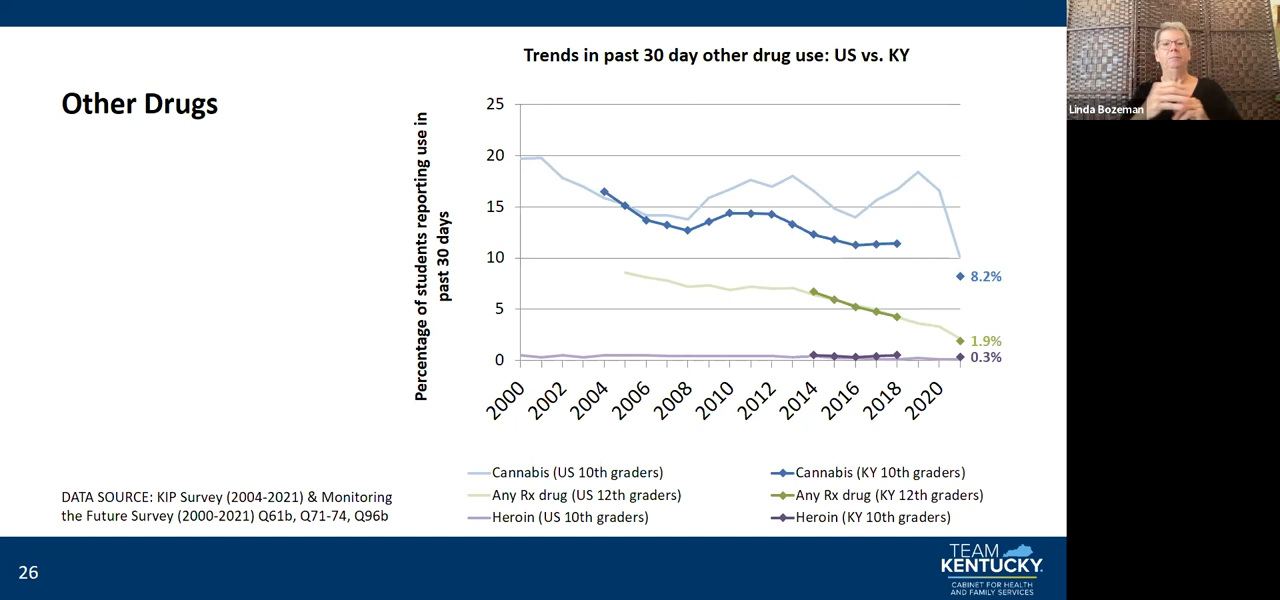 Other Drugs
Trends in past 30 day other drug use: US vs. KY
Percentage of students reporting use in
past 30 days
25
20
15
10
5
0
8.2%
1.9%
0.3%
2000
2002
2004
2006
2008
2010
2012
2014
2016
2018
2020
Cannabis (US 10th graders)
Cannabis (KY 10th graders)
Any Rx drug (US 12th graders)
Any Rx drug (KY 12th graders)
Heroin (US 10th graders)
Heroin (KY 10th graders)
DATA SOURCE: KIP Survey (2004-2021) & Monitoring
the Future Survey (2000-2021) Q61b, Q71-74, Q96b
26
TEAM
KENTUCKY.
CABINET FOR HEALTH
AND FAMILY SERVICES
Linda Bozeman